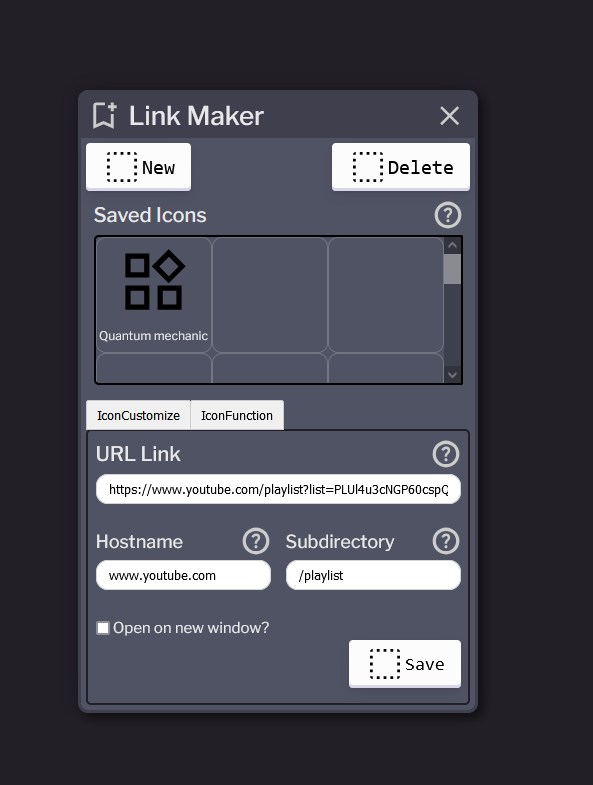 Link Maker
New
Delete
Saved Icons
?
Quantum mechanic
IconCustomize
IconFunction
URL Link
?
https://www.youtube.com/playlist?list=PLUl4u3cNGP60cspQ
Hostname
?
Subdirectory
?
www.youtube.com
/playlist
Open on new window?
Save